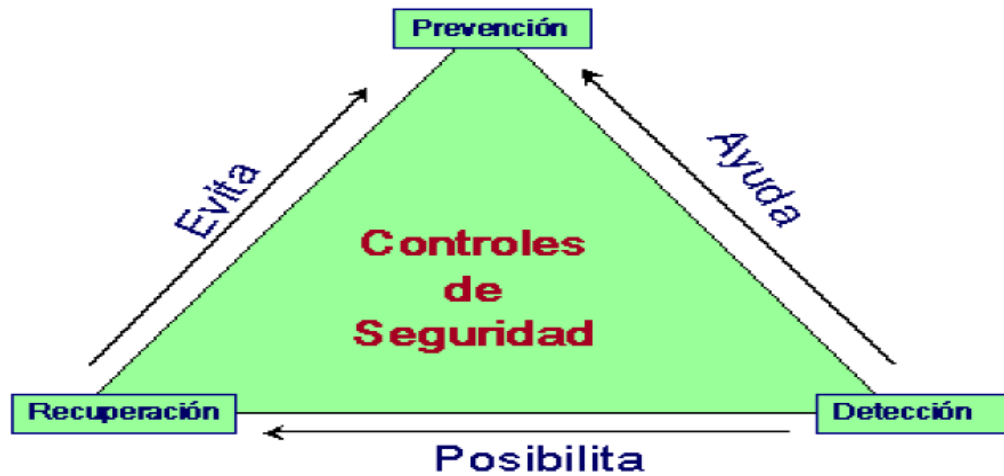 Prevención
Evita
Ayuda
Controles
de
Seguridad
Recuperación
Detección
Posibilita